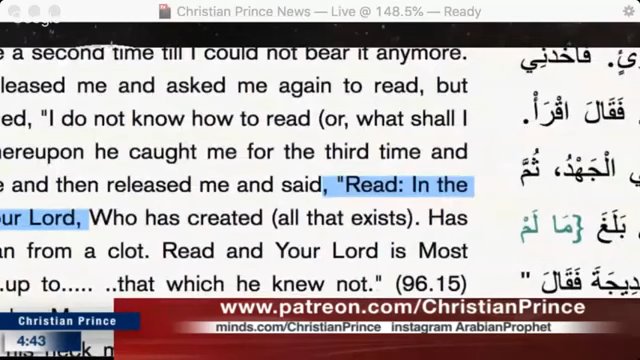 Christian Prince News — Live @ 148.5% — Ready
e a second time till I could not bear it anymore.
leased me and asked me again to read, but
ed, "I do not know how to read (or, what shall I
hereupon he caught me for the third time and
e and then released me and said, "Read: In the
our Lord, Who has created (all that exists). Has
an from a clot. Read and Your Lord is Most
..up to..... ..that which he knew not." (96.15)
neck
رِئٍ‏. فَأَخَذَنِي
فَقَالَ اقْرَأْ‏.
ي الْجَهْدُ، ثُمَّ
بَلَغَ ‏{‏مَا لَمْ
دِيجَةَ فَقَالَ ‏"‏
www.patreon.com/ChristianPrince
minds.com/ChristianPrince instagram ArabianProphet
Christian Prince
4:43